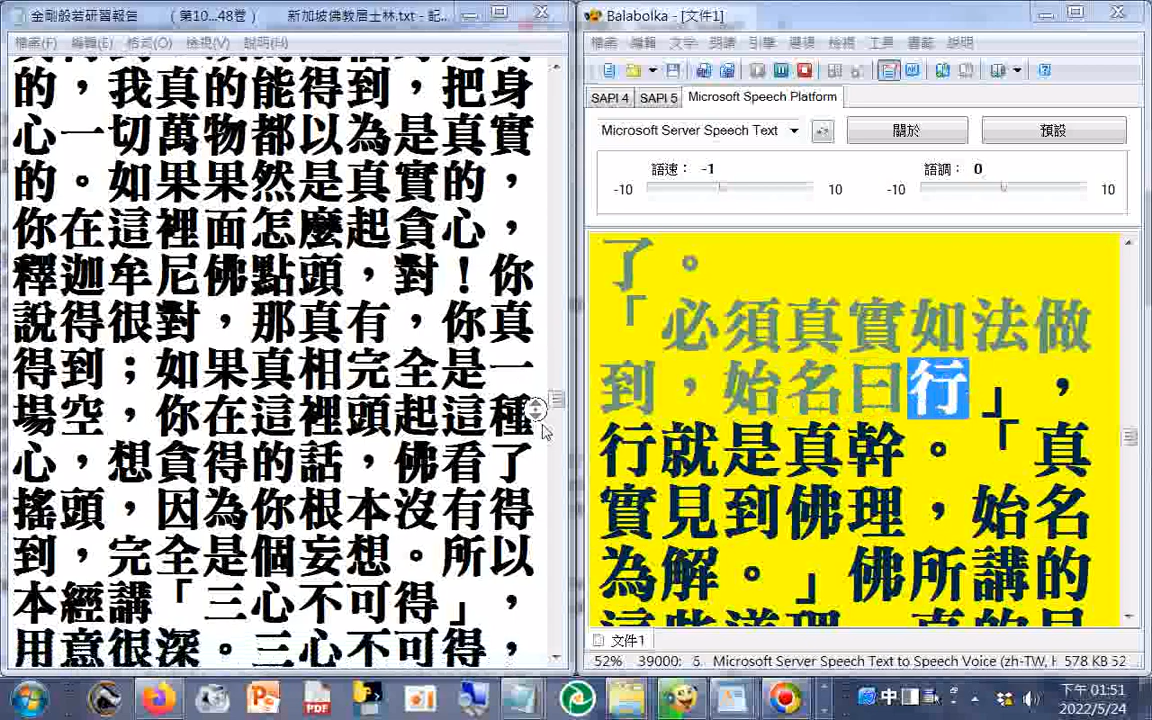 金剛般若研習報告 (第10...48卷) 新加坡佛教居士林.txt - 記...
檔案(F) 編輯(E) 格式(O) 檢視(V) 說明(H)
的，我真的能得到，把身
心一切萬物都以為是真實
的。如果果然是真實的，
你在這裡面怎麼起貪心，
釋迦牟尼佛點頭，對！你
說得很對，那真有，你真
得到；如果真相完全是一
場空，你在這裡頭起這種
心，想貪得的話，佛看了
搖頭，因為你根本沒有得
到，完全是個妄想。所以
本經講「三心不可得」，
用意很深。三心不可得，
Balabolka - [文件1]
檔案 編輯 文字 朗讀 引擎 選項 檢視 工具 書籤 說明
SAPI 4 SAPI 5 Microsoft Speech Platform
Microsoft Server Speech Text 關於 預設
語速： -1 語調： 0
-10 10 -10 10
了。
「必須真實如法做
到，始名曰行」，
行就是真幹。「真
實見到佛理，始名
為解。」佛所講的
這些道理，真的是
文件1
52% 39000: 5. Microsoft Server Speech Text to Speech Voice (zh-TW, H 578 KB 52
中
下午 01:51
2022/5/24